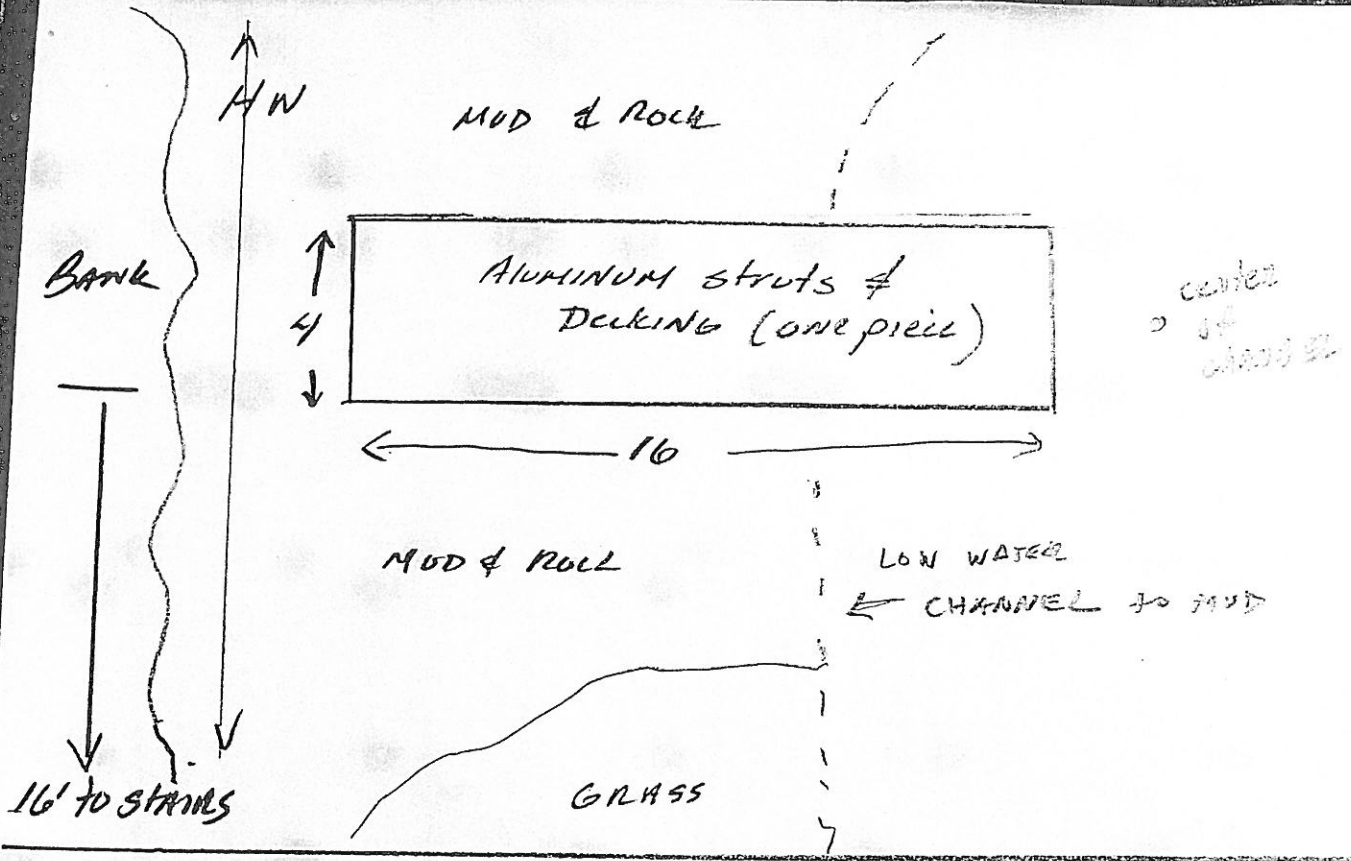 HW
MUD & ROCK
BANK
4
ALUMINUM struts &
Decking (one piece)
center
of
channel
16
MUD & ROCK
LOW WATER
← CHANNEL to MUD
16' to STAIRS
GRASS